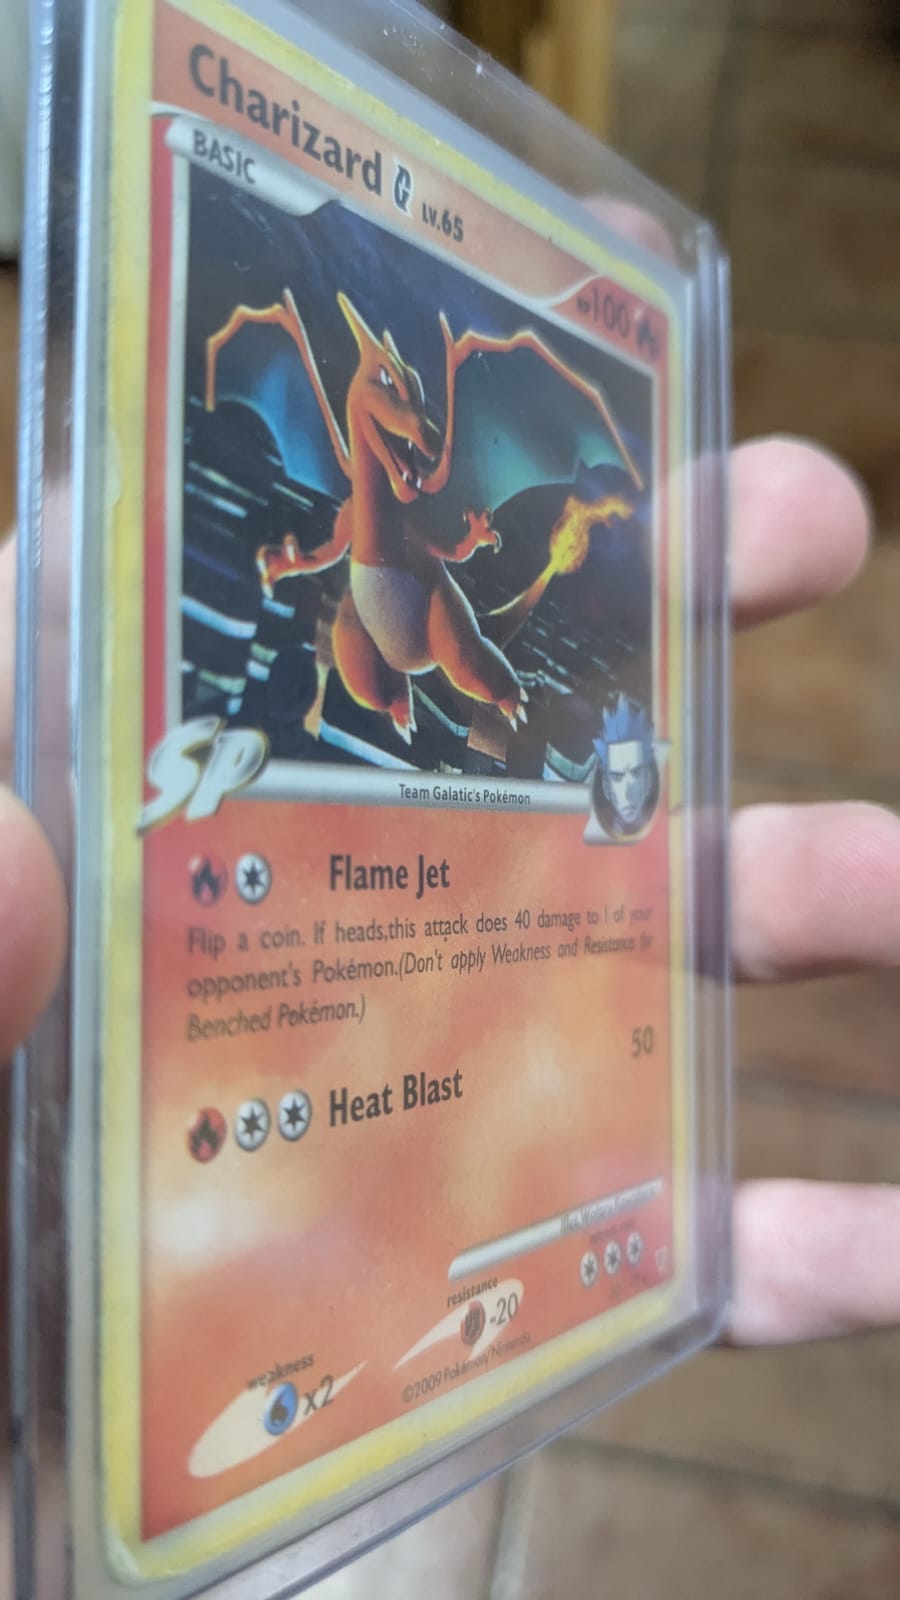 Charizard G LV.65
BASIC
HP100
SP
Team Galatic's Pokémon
Flame Jet
Flip a coin. If heads,this attack does 40 damage to 1 of your
opponent's Pokémon.(Don't apply Weakness and Resistance for
Benched Pokémon.)
Heat Blast 50
Illus.
weakness
x2
resistance
-20
©2009 Pokémon/Nintendo